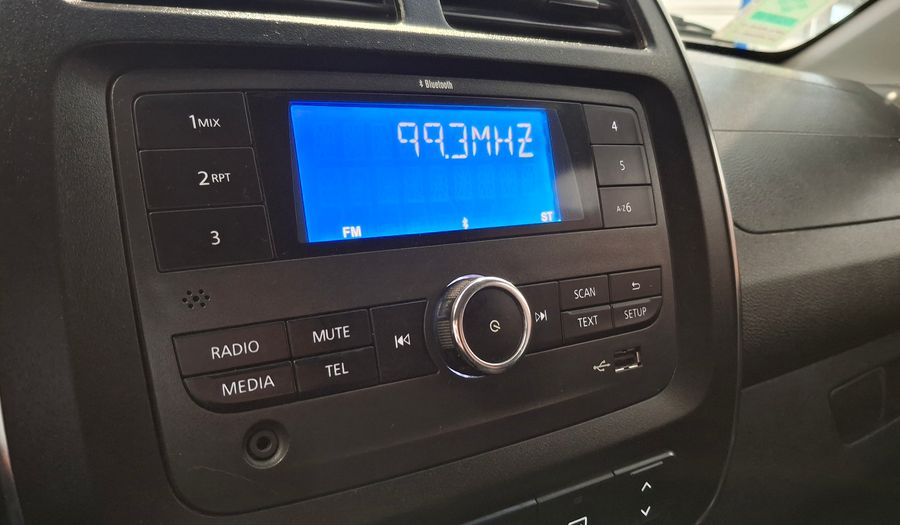 Bluetooth
1MIX
99.3MHZ
4
2RPT
5
3
FM
ST
A-Z6
SCAN
RADIO
MUTE
TEXT
SETUP
MEDIA
TEL